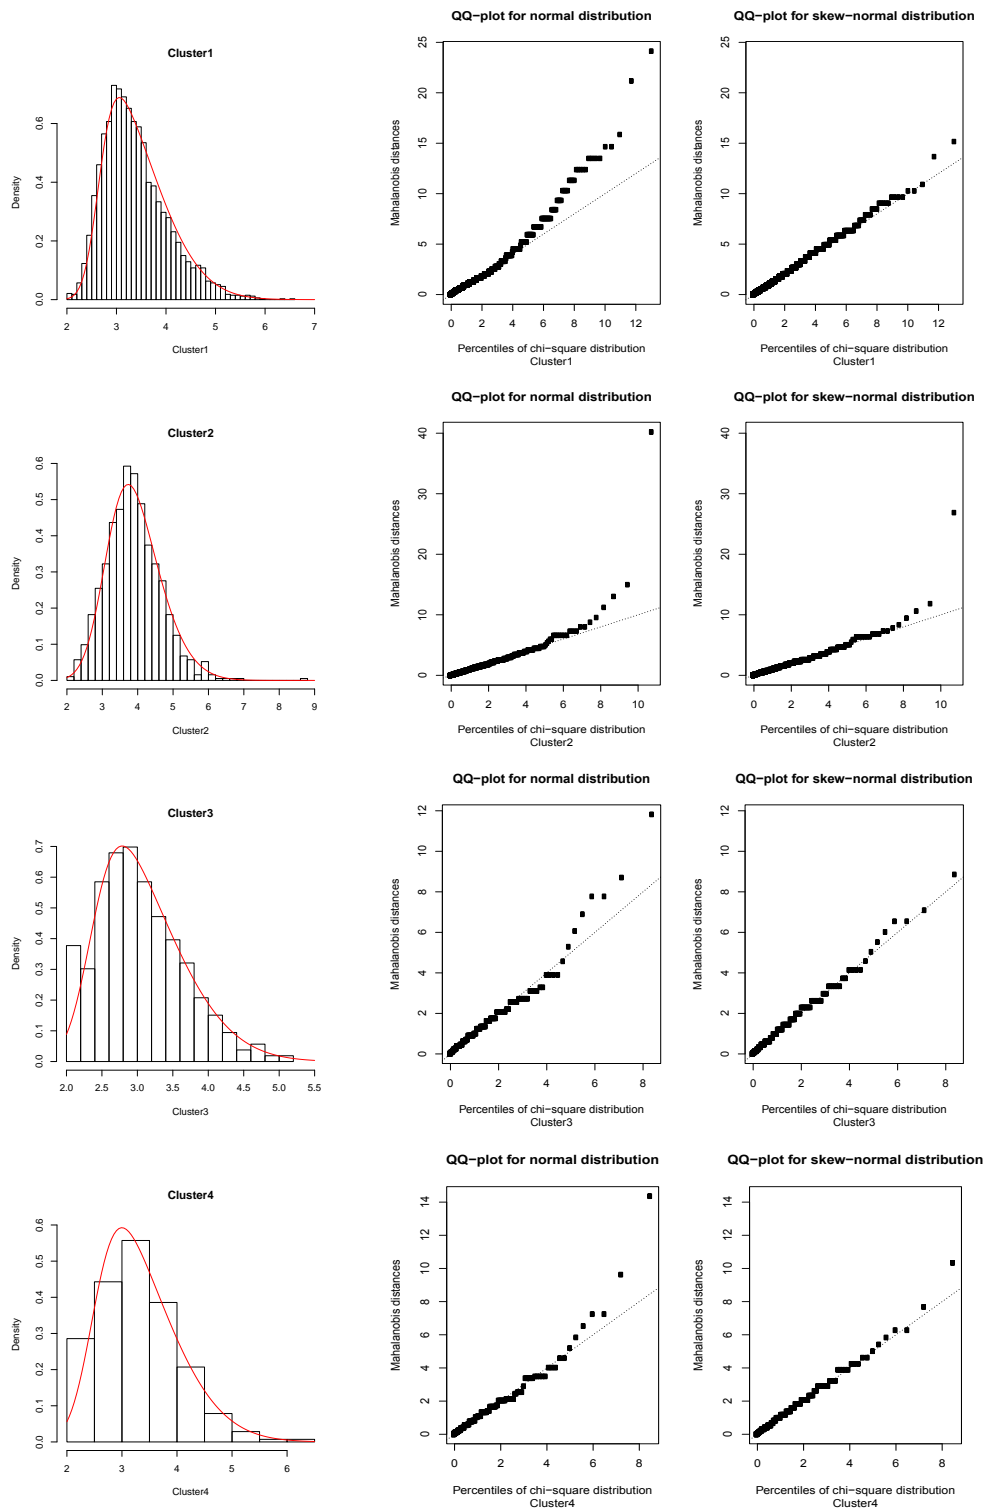 Cluster1
Density
0.0 0.2 0.4 0.6
2 3 4 5 6 7
Cluster1
QQ−plot for normal distribution
Mahalanobis distances
0 5 10 15 20 25
0 2 4 6 8 10 12
Percentiles of chi−square distribution
Cluster1
QQ−plot for skew−normal distribution
Mahalanobis distances
0 5 10 15 20 25
0 2 4 6 8 10 12
Percentiles of chi−square distribution
Cluster1
Cluster2
Density
0.0 0.1 0.2 0.3 0.4 0.5 0.6
2 3 4 5 6 7 8 9
Cluster2
QQ−plot for normal distribution
Mahalanobis distances
0 10 20 30 40
0 2 4 6 8 10
Percentiles of chi−square distribution
Cluster2
QQ−plot for skew−normal distribution
Mahalanobis distances
0 10 20 30 40
0 2 4 6 8 10
Percentiles of chi−square distribution
Cluster2
Cluster3
Density
0.0 0.1 0.2 0.3 0.4 0.5 0.6 0.7
2.0 2.5 3.0 3.5 4.0 4.5 5.0 5.5
Cluster3
QQ−plot for normal distribution
Mahalanobis distances
0 2 4 6 8 10 12
0 2 4 6 8
Percentiles of chi−square distribution
Cluster3
QQ−plot for skew−normal distribution
Mahalanobis distances
0 2 4 6 8 10 12
0 2 4 6 8
Percentiles of chi−square distribution
Cluster3
Cluster4
Density
0.0 0.1 0.2 0.3 0.4 0.5 0.6
2 3 4 5 6
Cluster4
QQ−plot for normal distribution
Mahalanobis distances
0 2 4 6 8 10 12 14
0 2 4 6 8
Percentiles of chi−square distribution
Cluster4
QQ−plot for skew−normal distribution
Mahalanobis distances
0 2 4 6 8 10 12 14
0 2 4 6 8
Percentiles of chi−square distribution
Cluster4